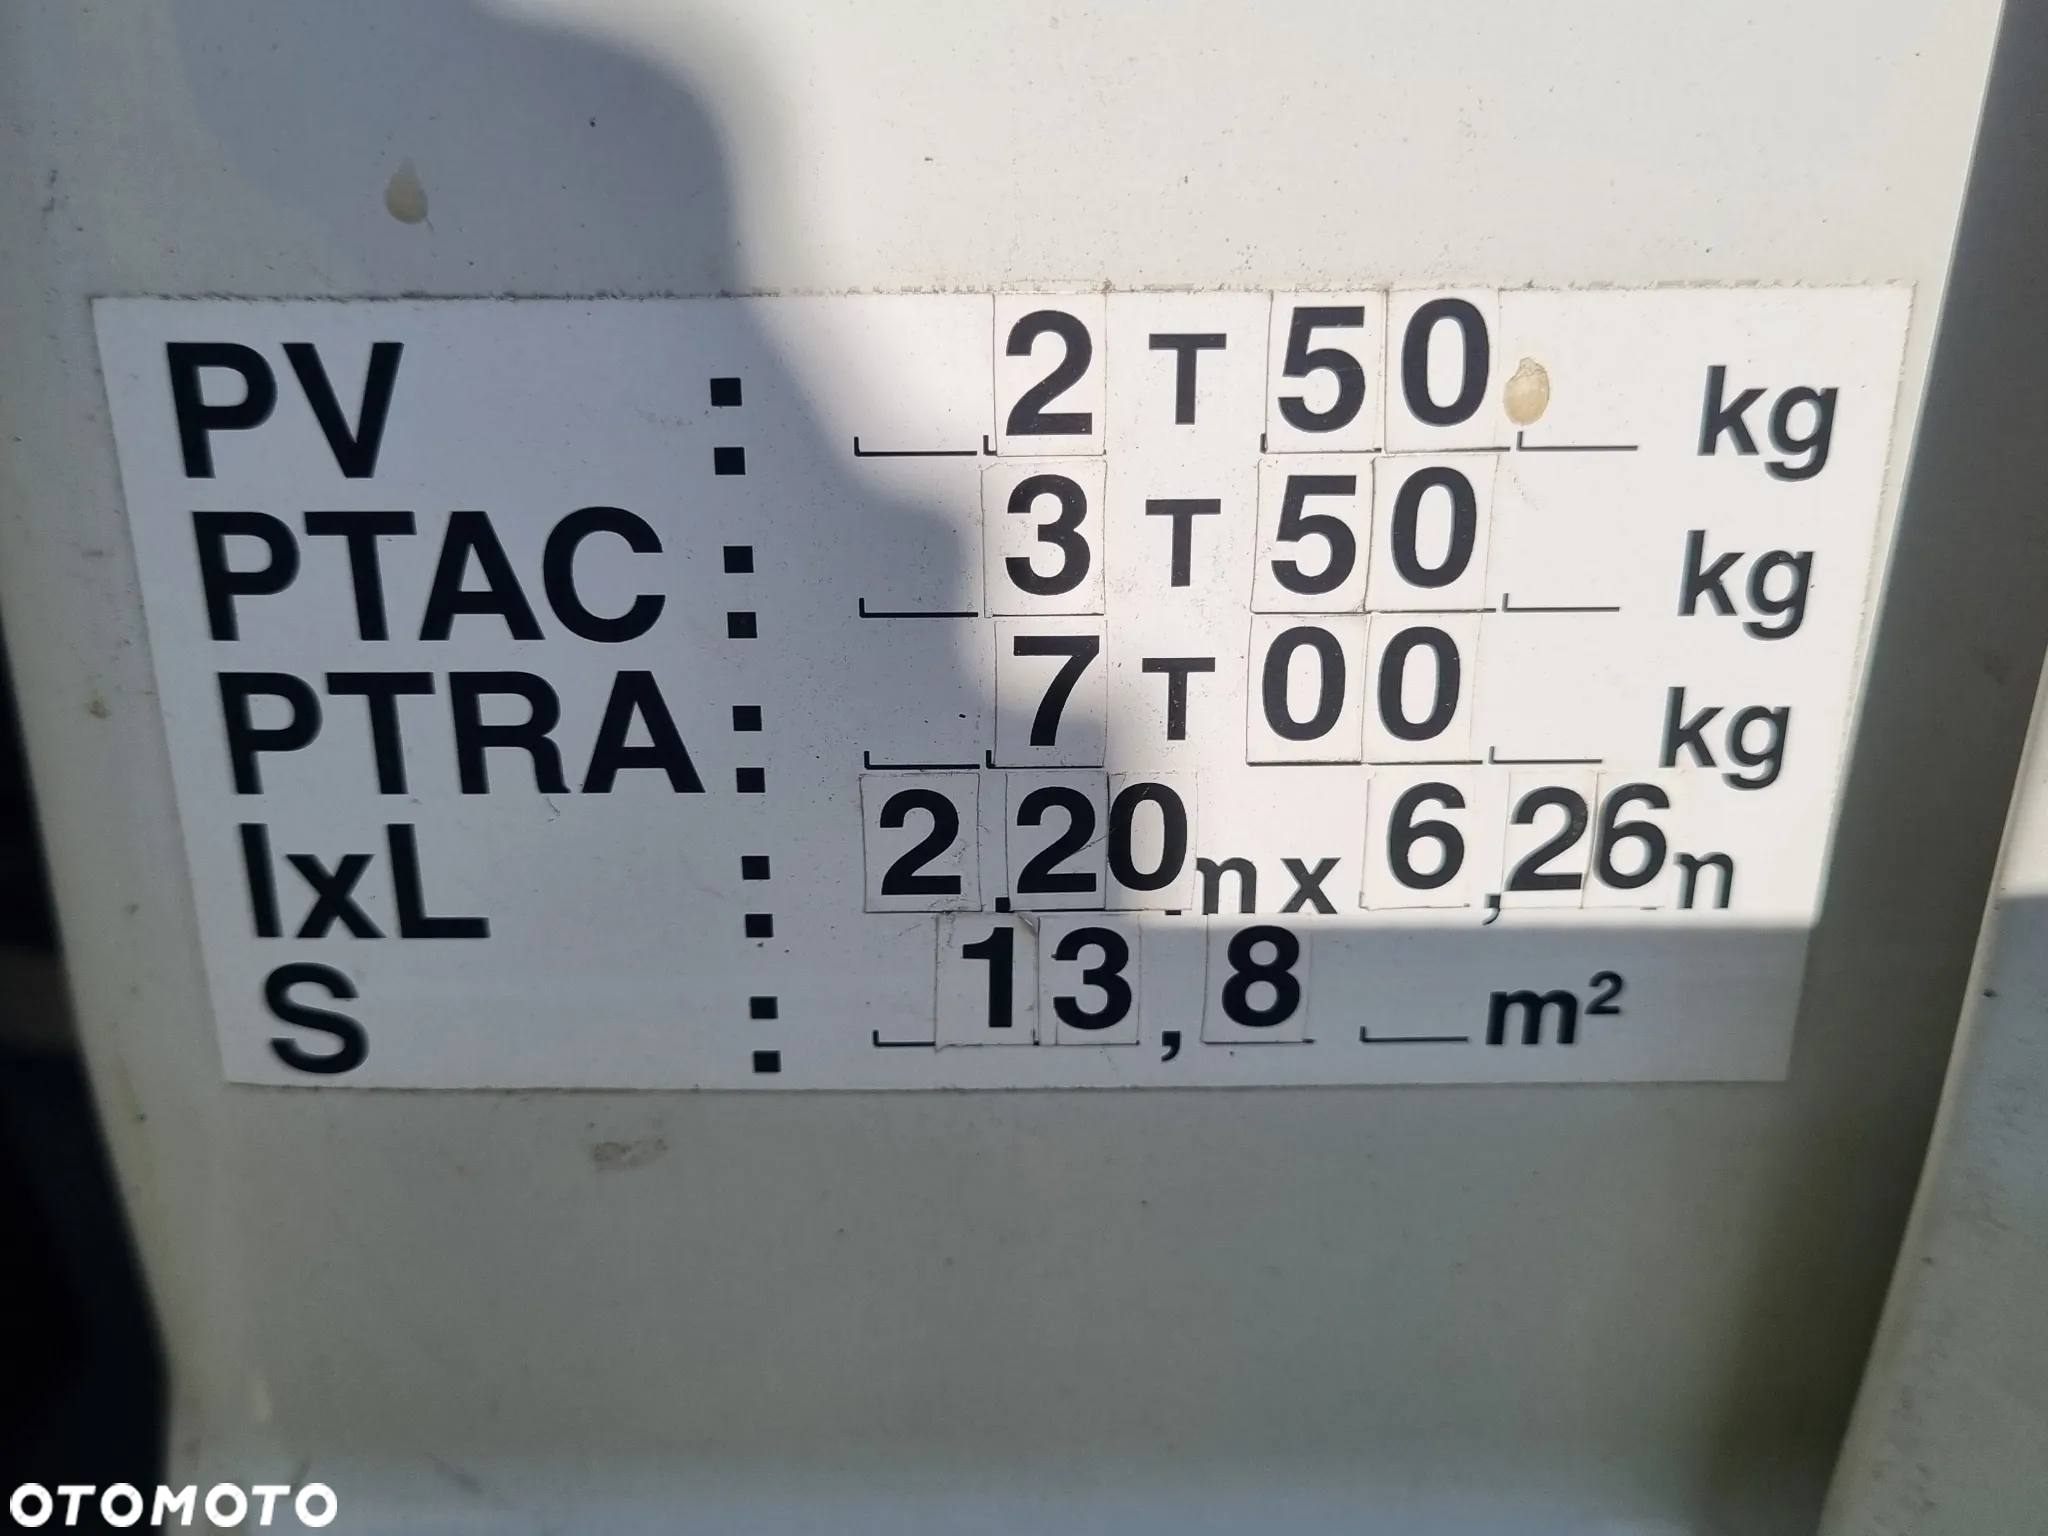 PV : 2 T 50 kg
PTAC : 3 T 50 kg
PTRA : 7 T 00 kg
lxL : 2,20 m x 6,26 m
S : 13,8 m²
OTOMOTO